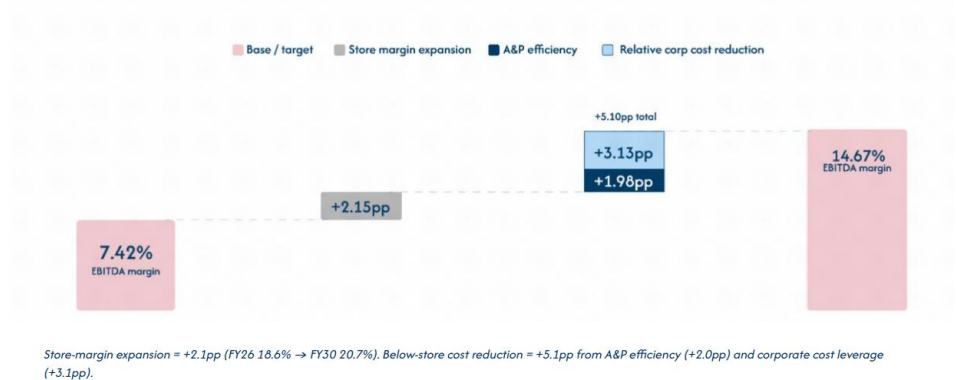 Base / target Store margin expansion A&P efficiency Relative corp cost reduction
+5.10pp total
+3.13pp
14.67%
EBITDA margin
+1.98pp
+2.15pp
7.42%
EBITDA margin
Store-margin expansion = +2.1pp (FY26 18.6% → FY30 20.7%). Below-store cost reduction = +5.1pp from A&P efficiency (+2.0pp) and corporate cost leverage
(+3.1pp).